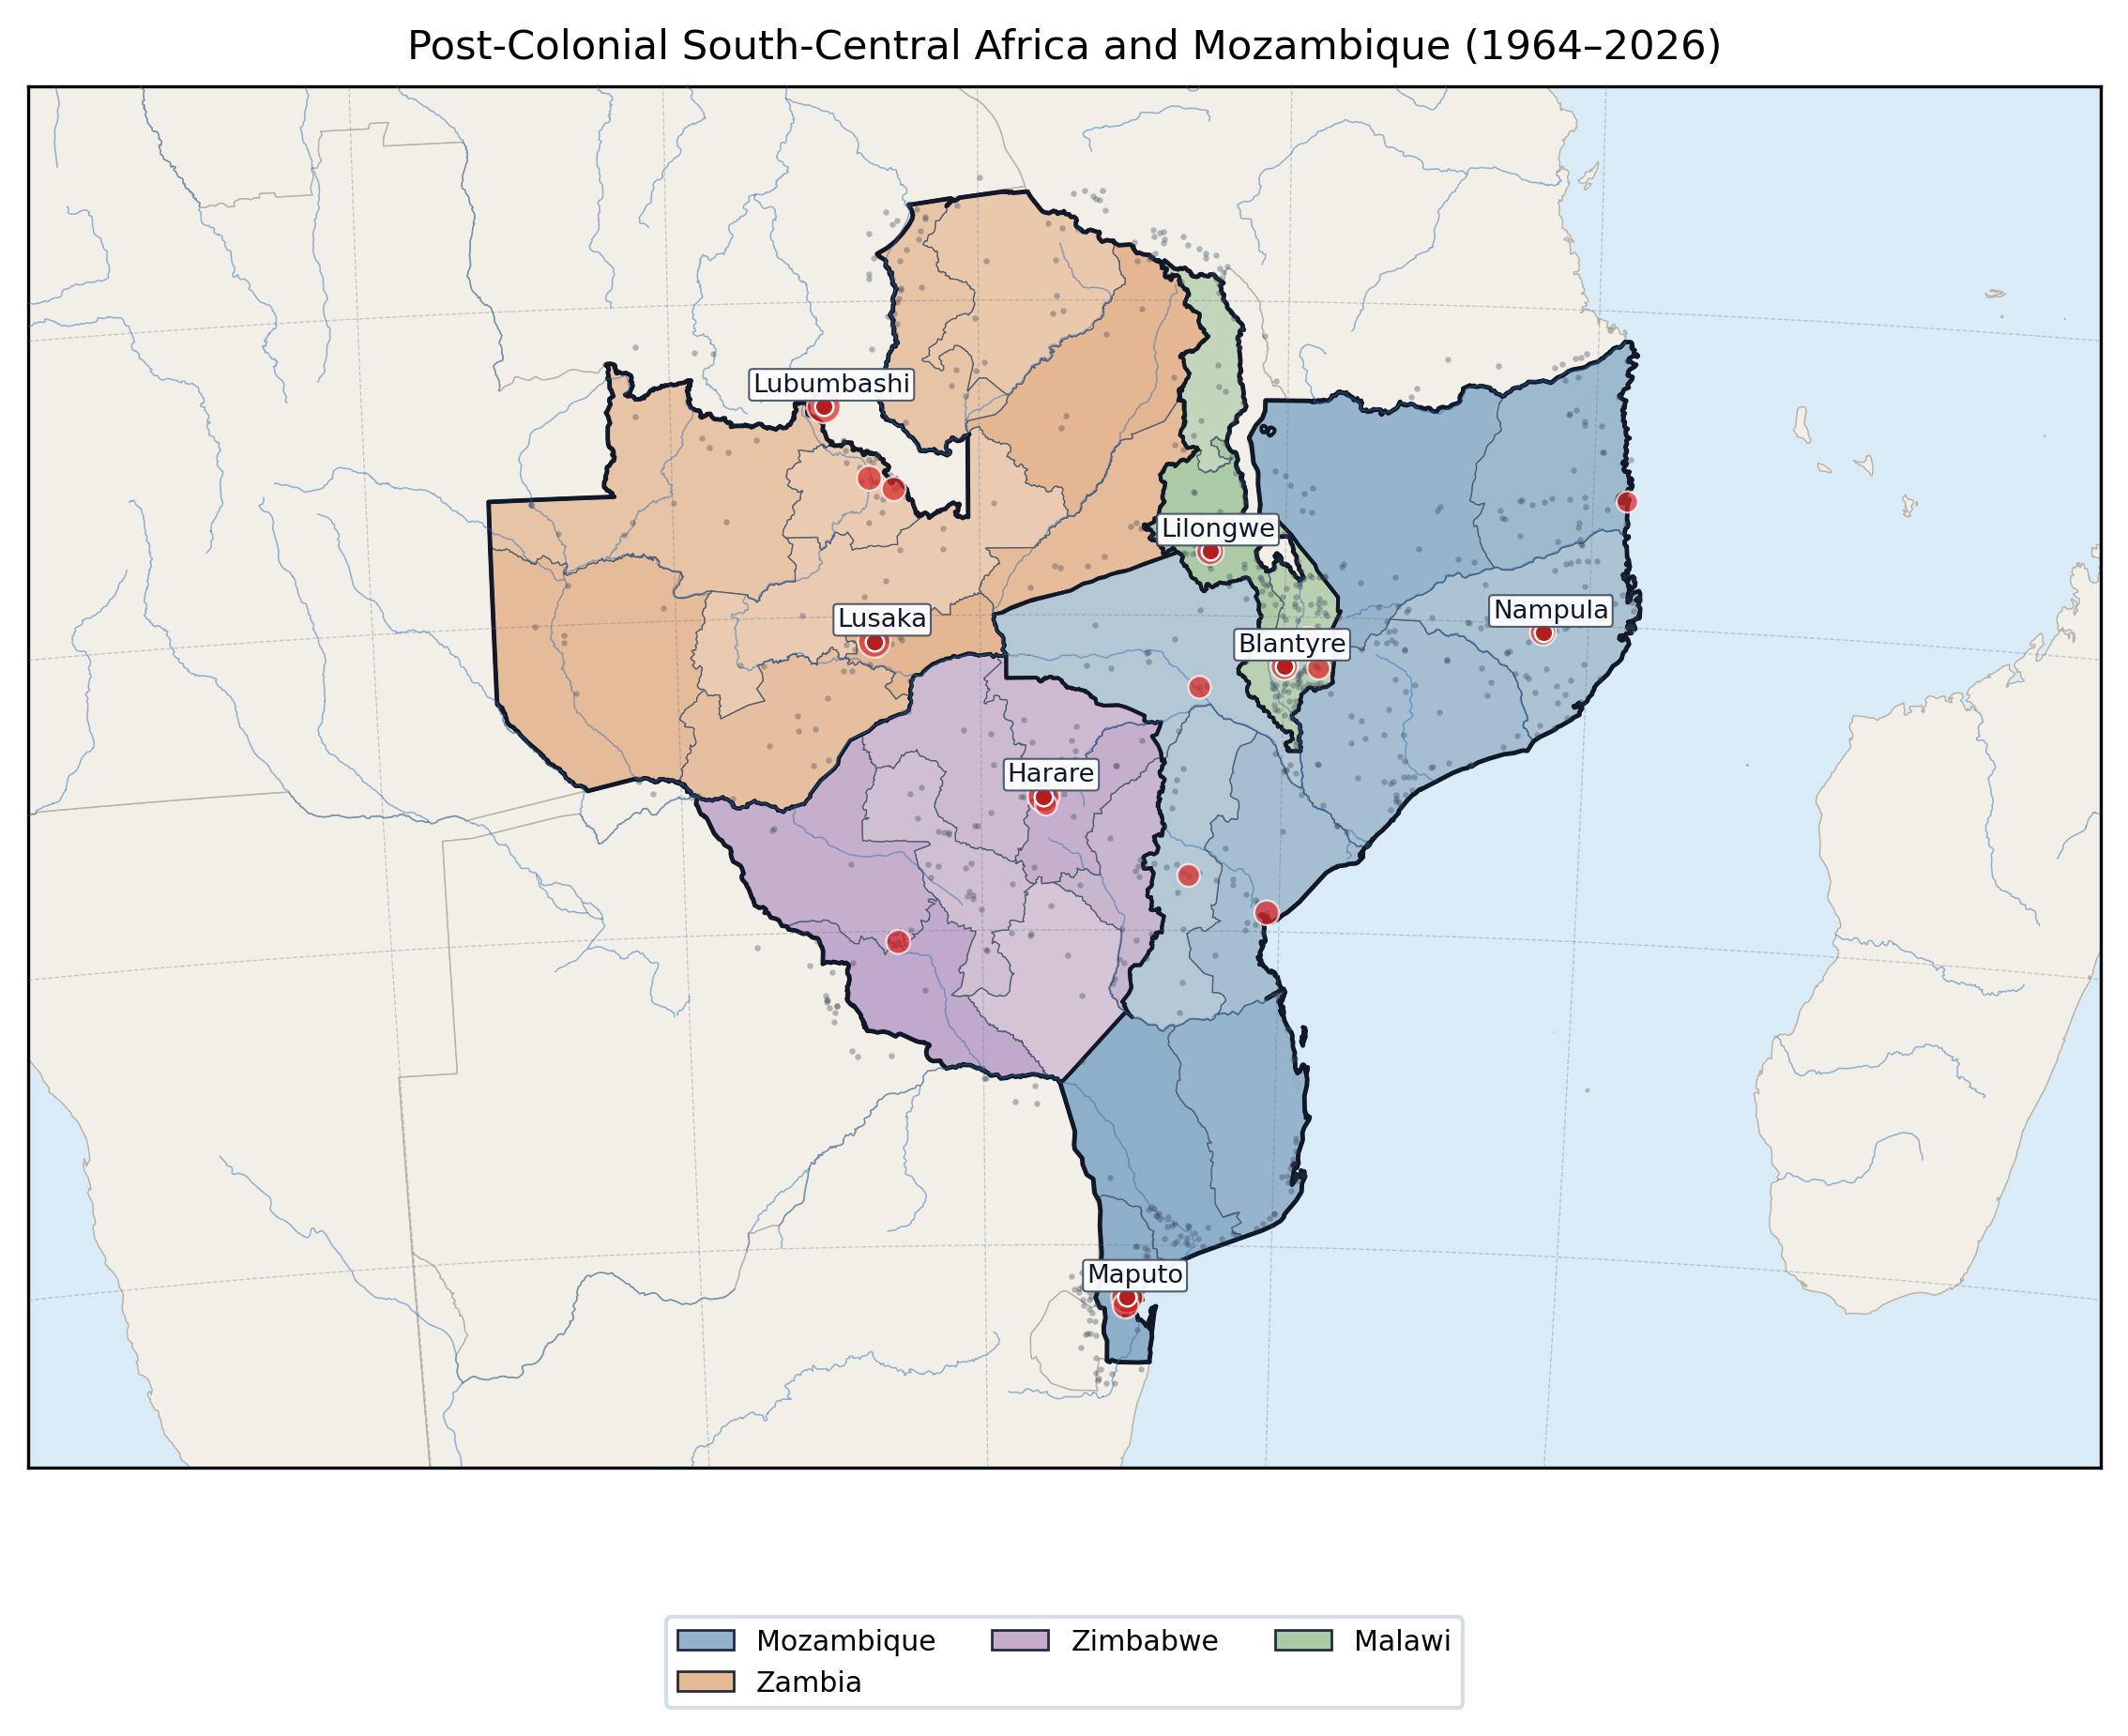 Post-Colonial South-Central Africa and Mozambique (1964–2026)
Lubumbashi
Lilongwe
Nampula
Lusaka
Blantyre
Harare
Maputo
Mozambique
Zambia
Zimbabwe
Malawi